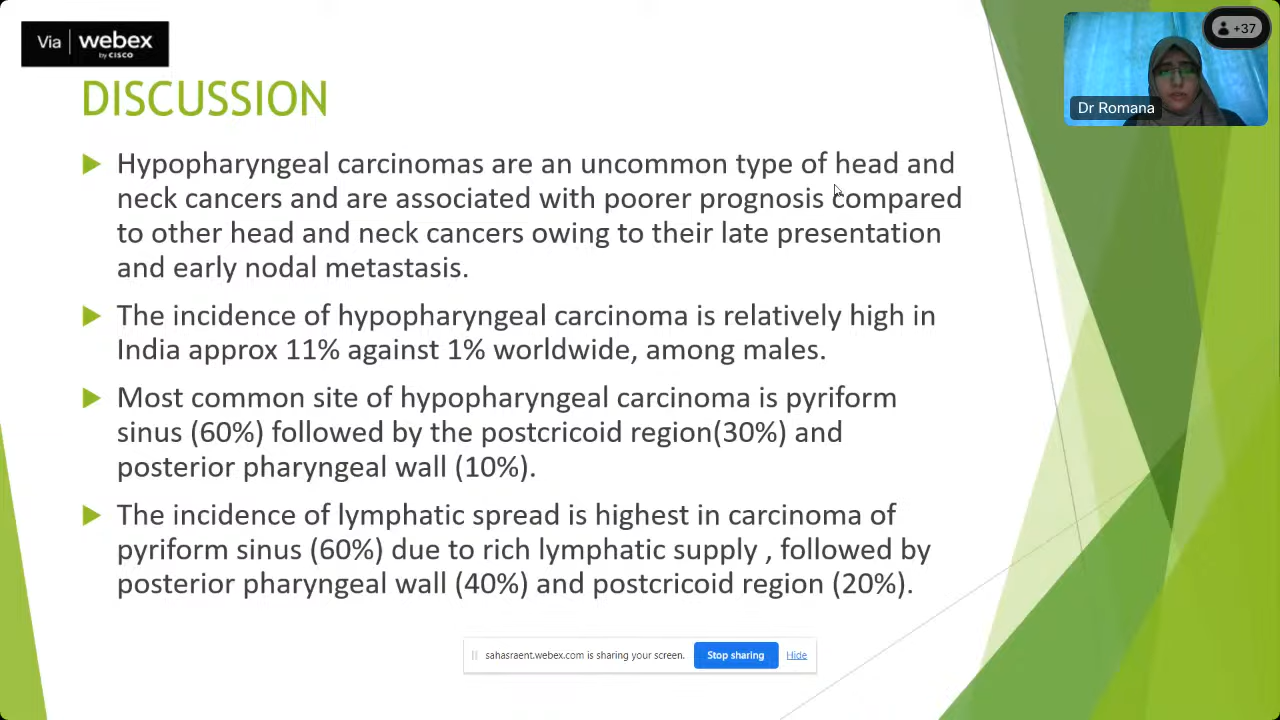 Via webex
by CISCO
+37
Dr Romana
DISCUSSION
Hypopharyngeal carcinomas are an uncommon type of head and
neck cancers and are associated with poorer prognosis compared
to other head and neck cancers owing to their late presentation
and early nodal metastasis.
The incidence of hypopharyngeal carcinoma is relatively high in
India approx 11% against 1% worldwide, among males.
Most common site of hypopharyngeal carcinoma is pyriform
sinus (60%) followed by the postcricoid region(30%) and
posterior pharyngeal wall (10%).
The incidence of lymphatic spread is highest in carcinoma of
pyriform sinus (60%) due to rich lymphatic supply , followed by
posterior pharyngeal wall (40%) and postcricoid region (20%).
sahasraent.webex.com is sharing your screen. Stop sharing Hide